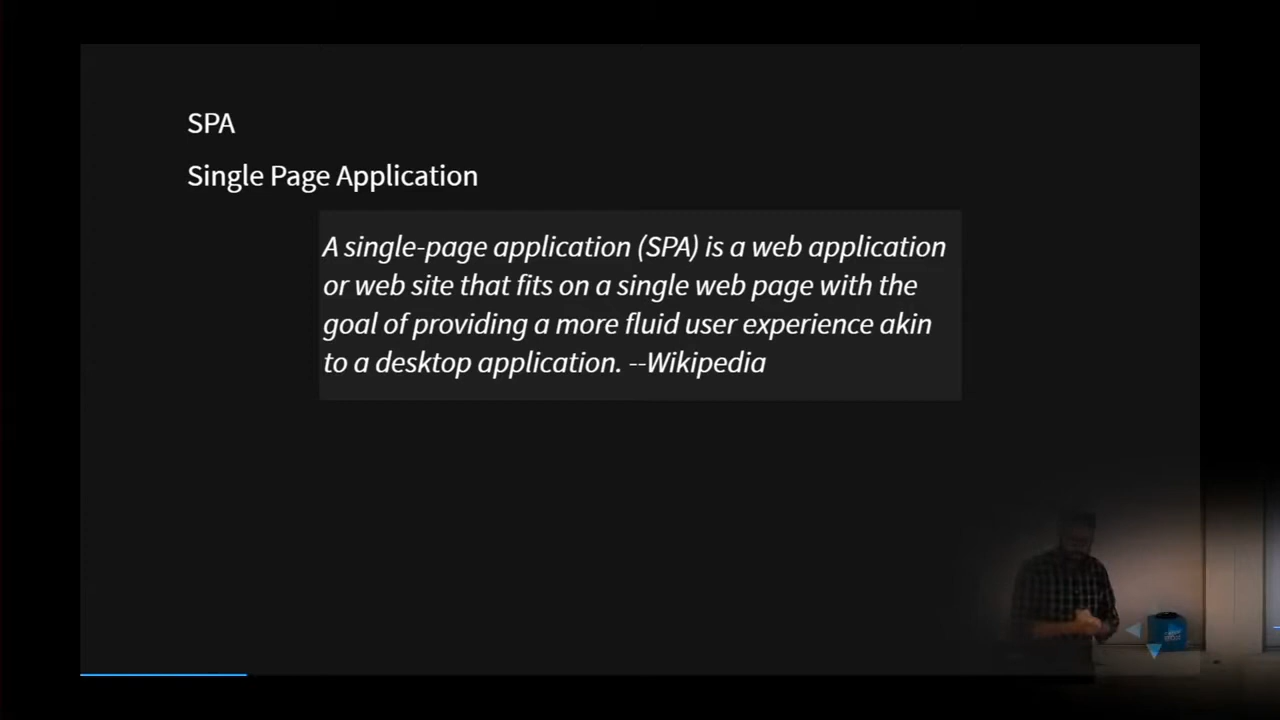 SPA
Single Page Application
A single-page application (SPA) is a web application
or web site that fits on a single web page with the
goal of providing a more fluid user experience akin
to a desktop application. --Wikipedia